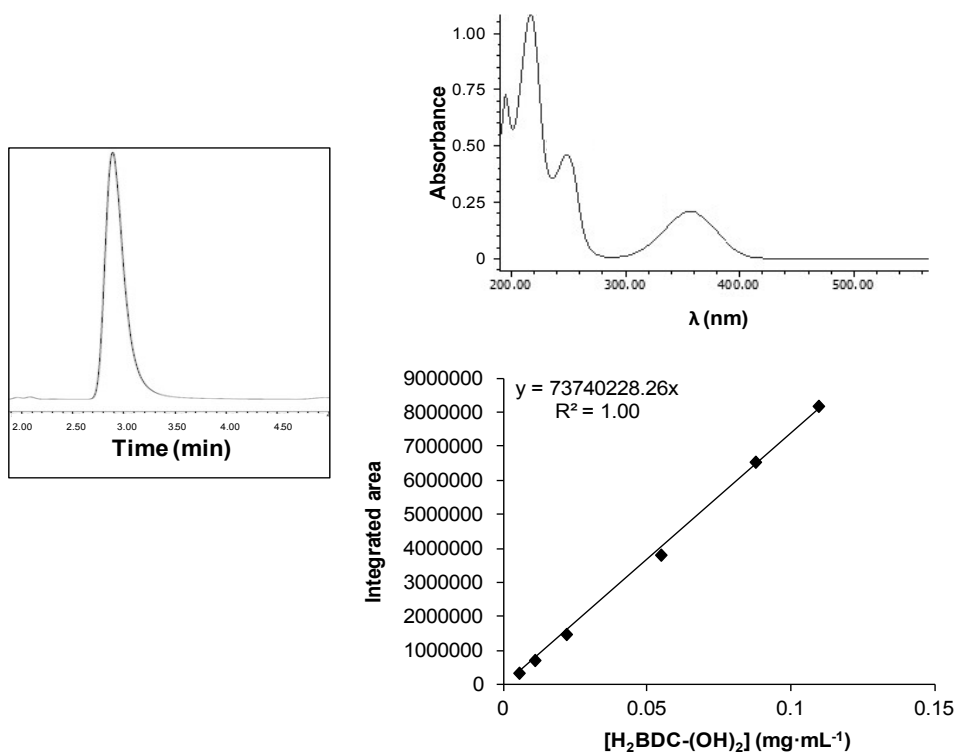 2.00 2.50 3.00 3.50 4.00 4.50
Time (min)
1.00
0.75
0.50
0.25
0
Absorbance
200.00 300.00 400.00 500.00
λ (nm)
9000000
8000000
7000000
6000000
5000000
4000000
3000000
2000000
1000000
0
Integrated area
y = 73740228.26x
R² = 1.00
0 0.05 0.1 0.15
[H₂BDC-(OH)₂] (mg·mL⁻¹)